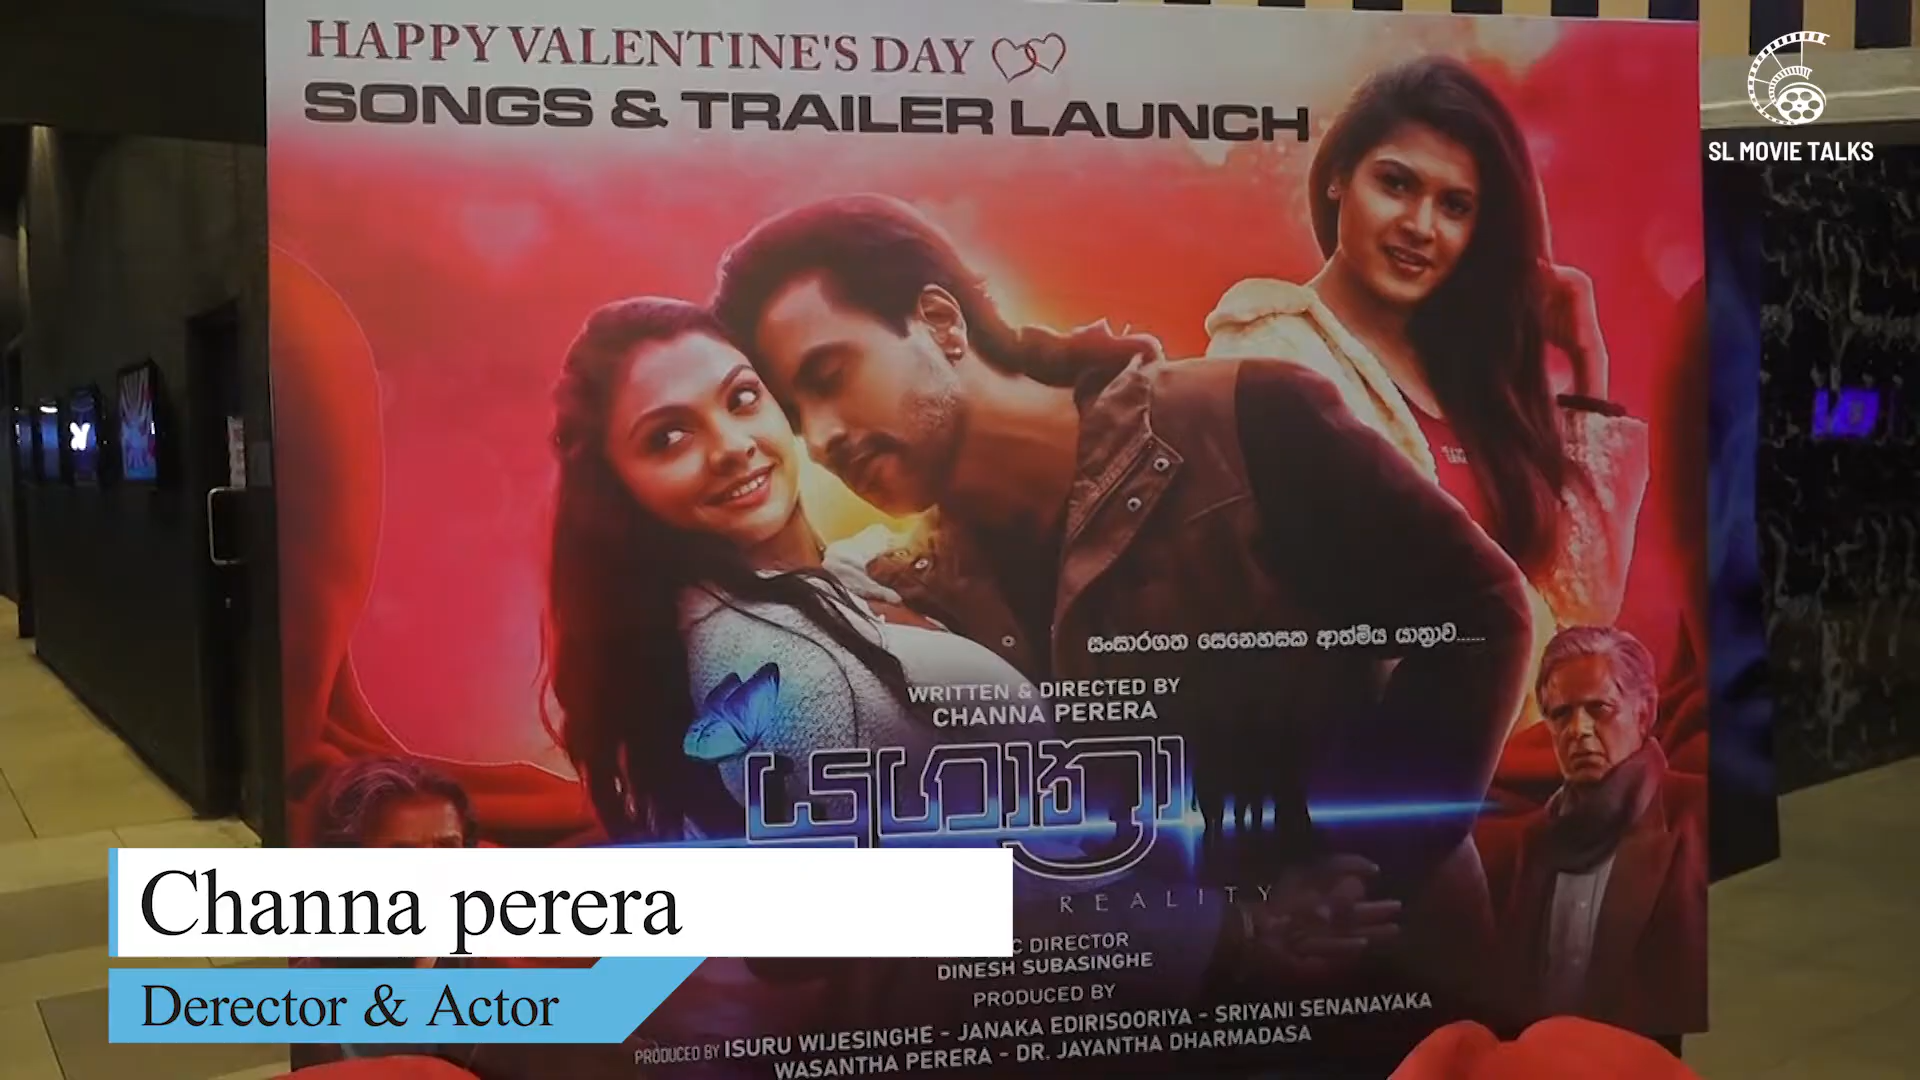 HAPPY VALENTINE'S DAY
SONGS & TRAILER LAUNCH
SL MOVIE TALKS
සංසාරගත සෙනෙහසක ආත්මීය යාත්‍රාව......
WRITTEN & DIRECTED BY
CHANNA PERERA
යුගාත්‍රා
REALITY
Channa perera
C DIRECTOR
DINESH SUBASINGHE
PRODUCED BY
Derector & Actor
PRODUCED BY ISURU WIJESINGHE - JANAKA EDIRISOORIYA - SRIYANI SENANAYAKA
WASANTHA PERERA - DR. JAYANTHA DHARMADASA